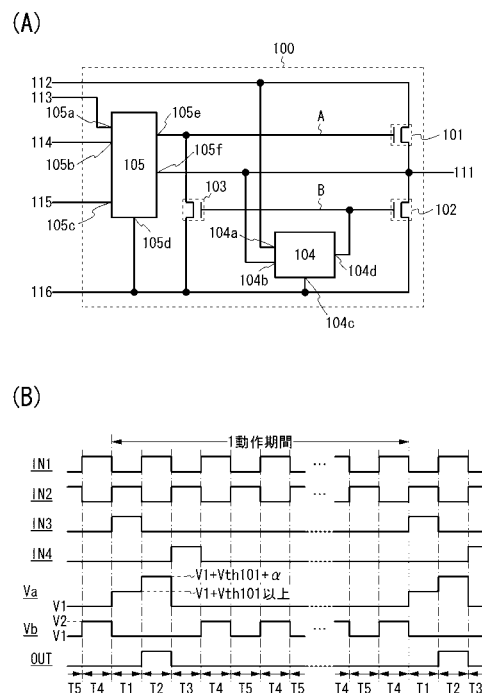 (A)
100
112
113
105a
105e
A
114
105b
105
105f
101
111
103
B
102
115
105c
105d
104a
104
104b
104d
116
104c
(B)
1動作期間
IN1
...
IN2
IN3
IN4
V1+Vth101+α
Va
V1+Vth101以上
V1
V2
Vb
V1
...
OUT
T5 T4 T1 T2 T3 T4 T5 T4 T5 T4 T5 T4 T1 T2 T3